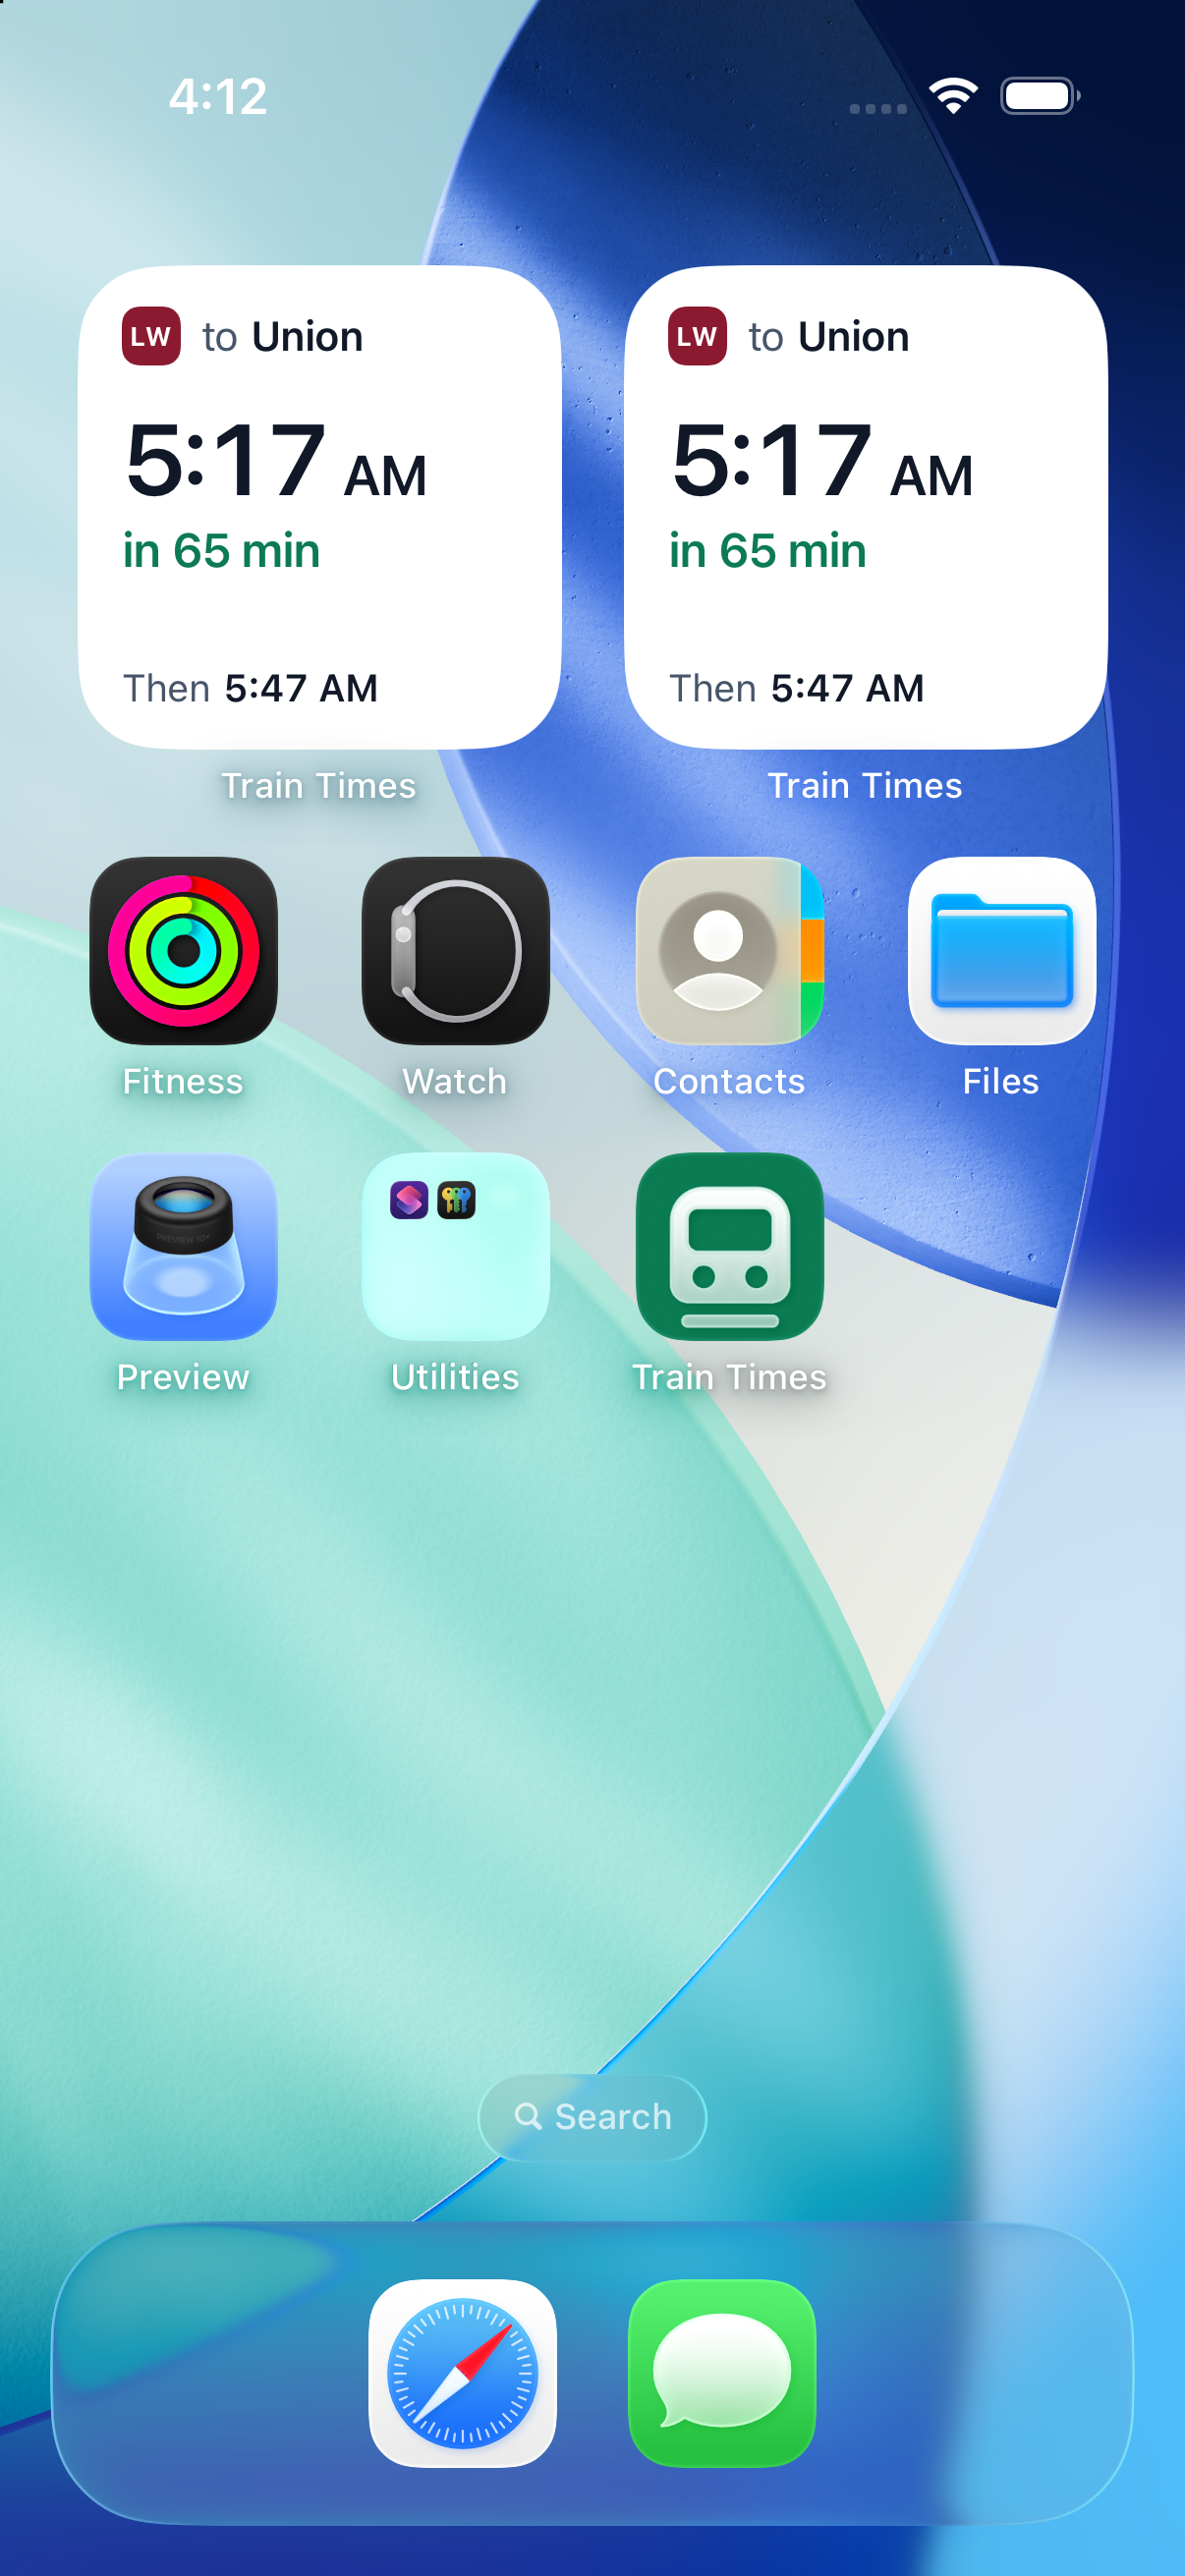 4:12
LW to Union
5:17 AM
in 65 min
Then 5:47 AM
Train Times
LW to Union
5:17 AM
in 65 min
Then 5:47 AM
Train Times
Fitness
Watch
Contacts
Files
PREVIEW 10×
Preview
Utilities
Train Times
Search